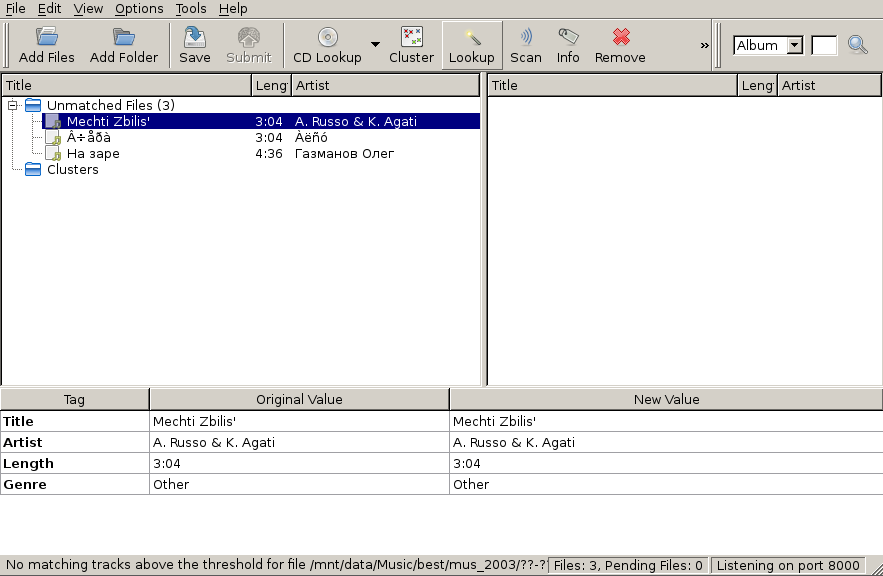 File Edit View Options Tools Help
Add Files Add Folder Save Submit CD Lookup Cluster Lookup Scan Info Remove » Album
Title Leng Artist Title Leng Artist
Unmatched Files (3)
Mechti Zbilis' 3:04 A. Russo & K. Agati
Â÷åðà 3:04 Àëñó
На заре 4:36 Газманов Олег
Clusters
Tag Original Value New Value
Title Mechti Zbilis' Mechti Zbilis'
Artist A. Russo & K. Agati A. Russo & K. Agati
Length 3:04 3:04
Genre Other Other
No matching tracks above the threshold for file /mnt/data/Music/best/mus_2003/??-? Files: 3, Pending Files: 0 Listening on port 8000